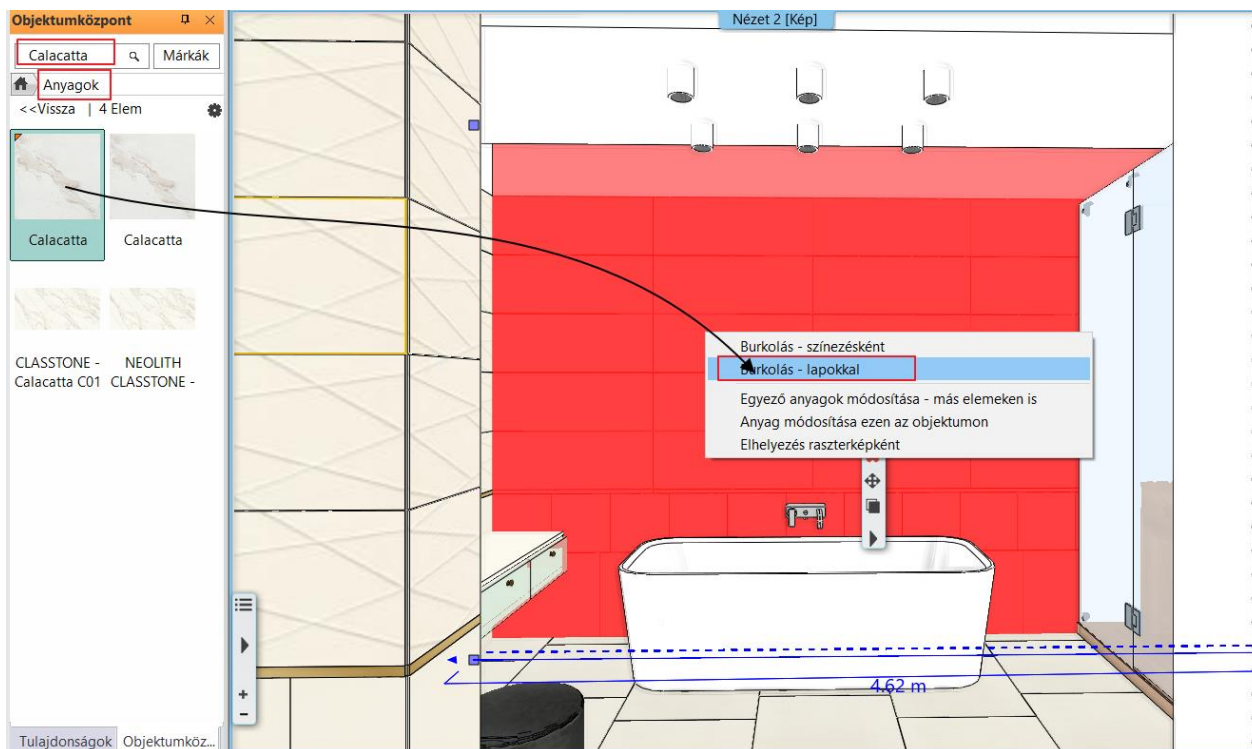 Objektumközpont
Calacatta
Márkák
Anyagok
<<Vissza | 4 Elem
Calacatta
Calacatta
CLASSTONE -
Calacatta C01
NEOLITH
CLASSTONE -
Tulajdonságok
Objektumköz...
Nézet 2 [Kép]
Burkolás - színezésként
Burkolás - lapokkal
Egyező anyagok módosítása - más elemeken is
Anyag módosítása ezen az objektumon
Elhelyezés raszterképként
4.62 m